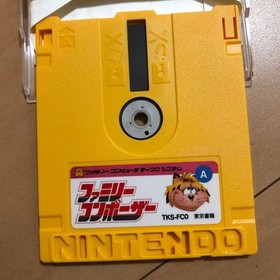 ファミリー コンピュータ ディスク システム
A
ファミリー
コンポーザー
TKS-FC0 東京書籍
NINTENDO